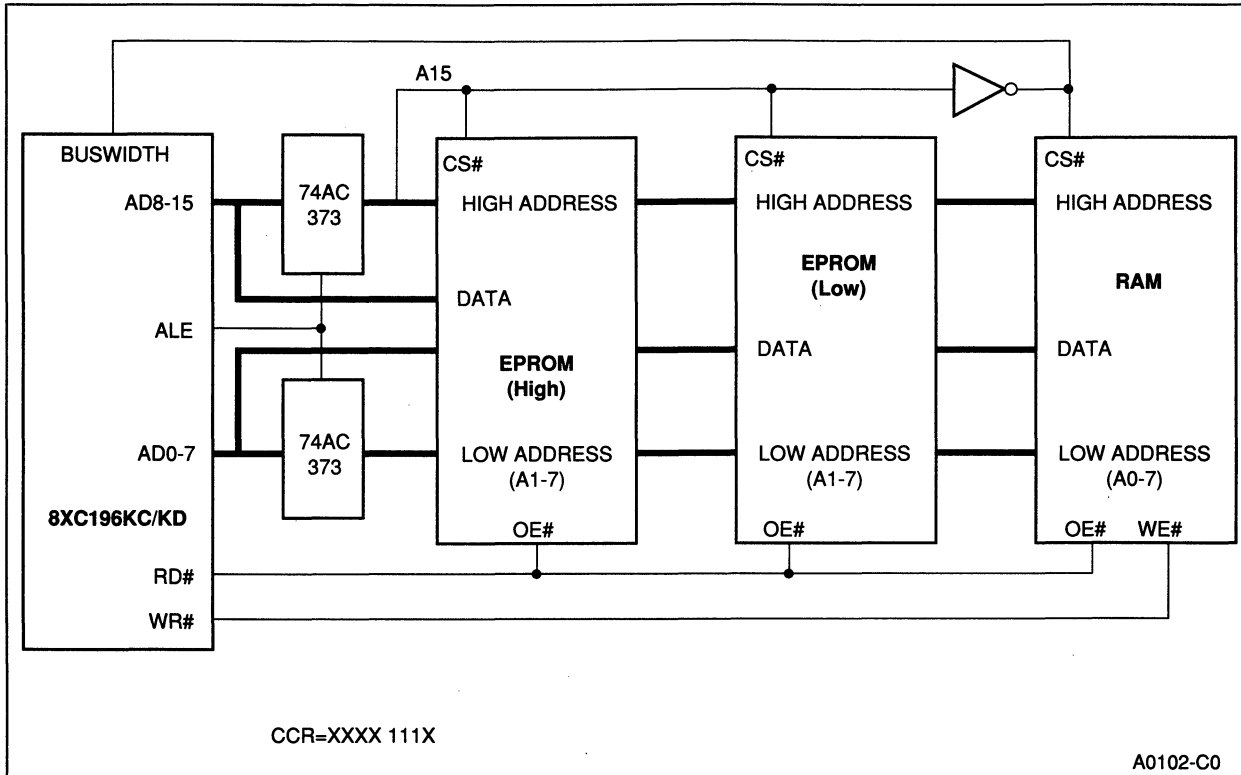 A15
BUSWIDTH
AD8-15
ALE
AD0-7
8XC196KC/KD
RD#
WR#
74AC
373
74AC
373
CS#
HIGH ADDRESS
DATA
EPROM
(High)
LOW ADDRESS
(A1-7)
OE#
CS#
HIGH ADDRESS
EPROM
(Low)
DATA
LOW ADDRESS
(A1-7)
OE#
CS#
HIGH ADDRESS
RAM
DATA
LOW ADDRESS
(A0-7)
OE# WE#
CCR=XXXX 111X
A0102-C0